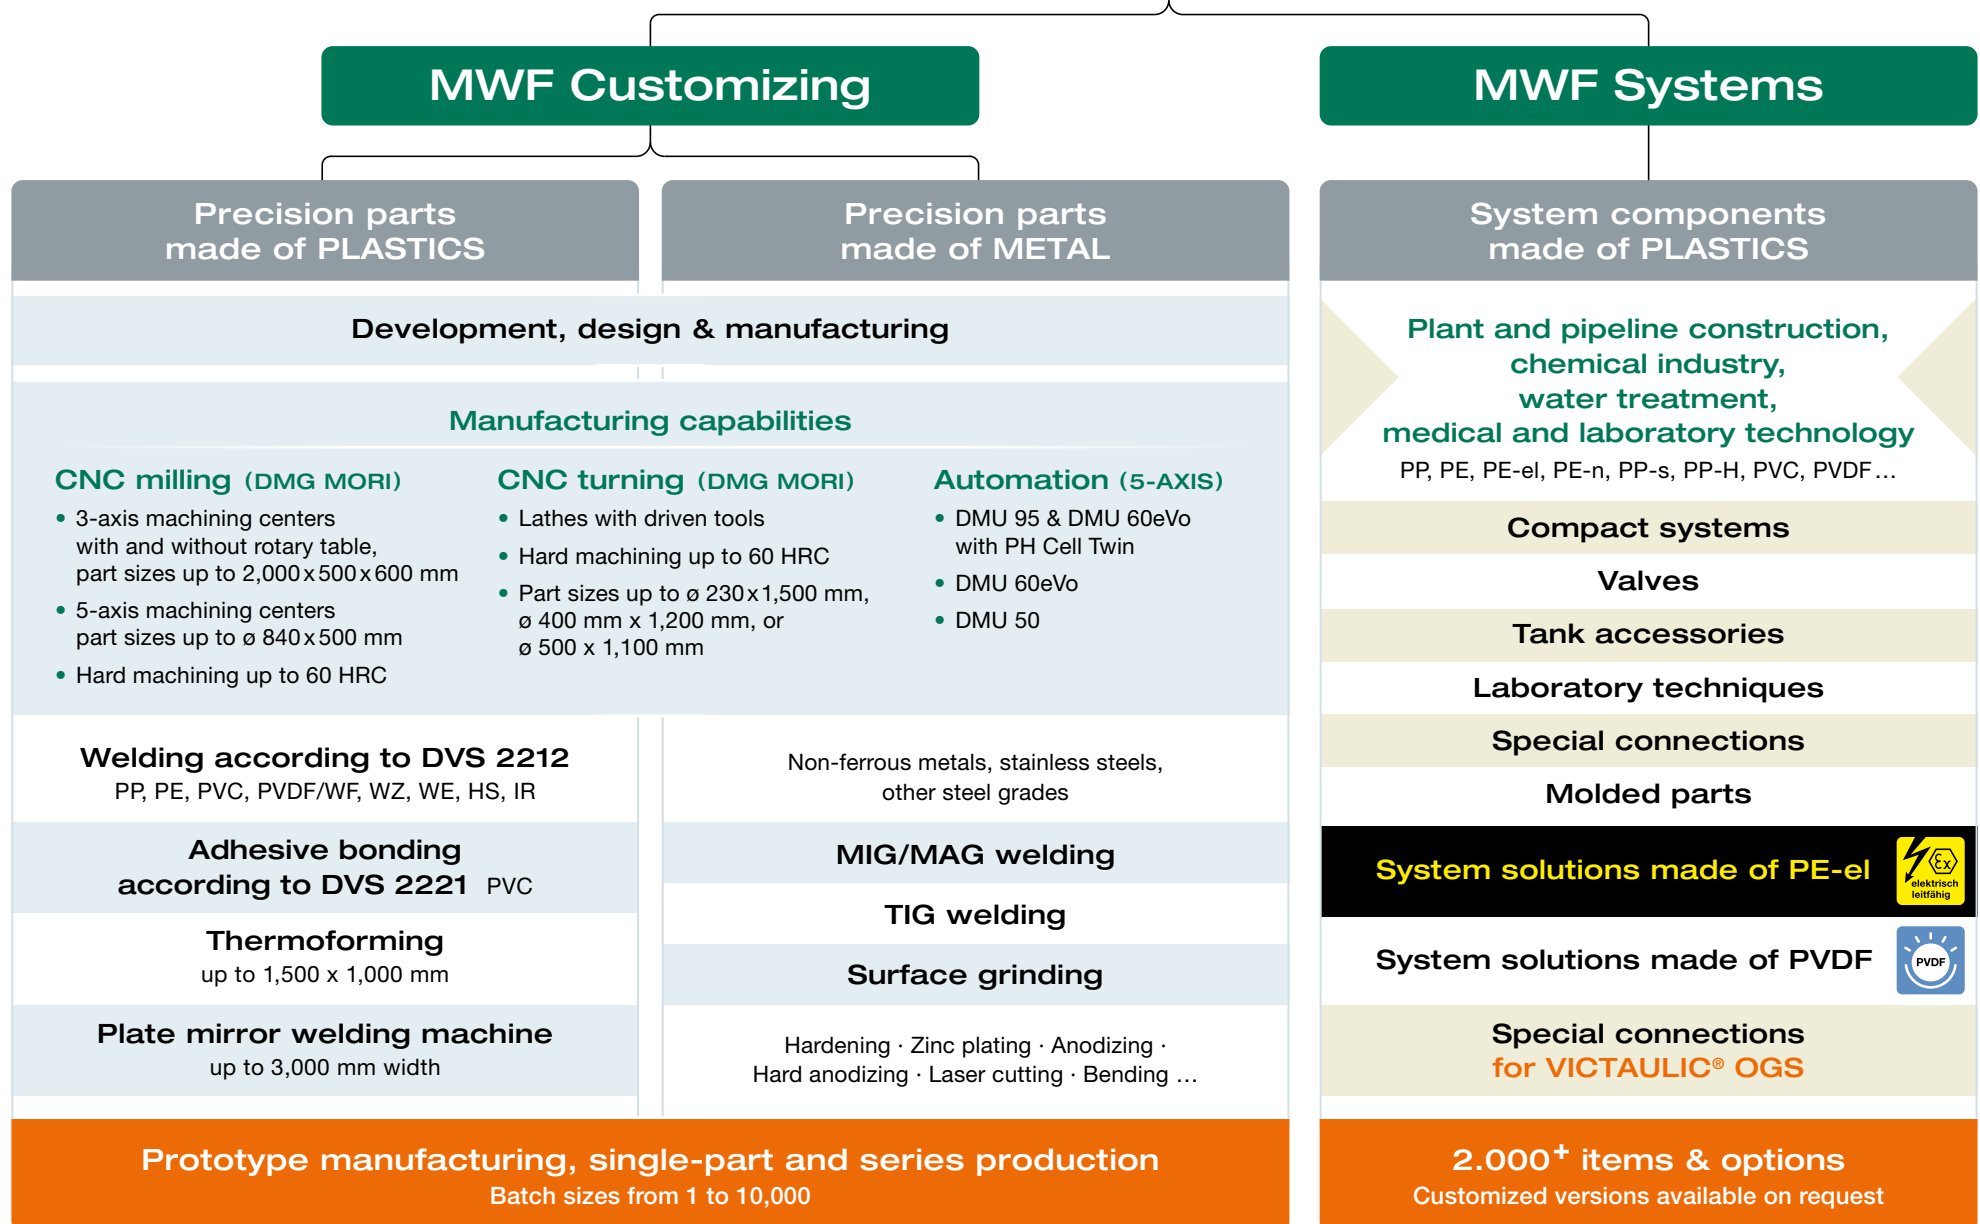 MWF Customizing
Precision parts
made of PLASTICS
Precision parts
made of METAL
Development, design & manufacturing
Manufacturing capabilities
CNC milling (DMG MORI)
• 3-axis machining centers
with and without rotary table,
part sizes up to 2,000 x 500 x 600 mm
• 5-axis machining centers
part sizes up to ø 840 x 500 mm
• Hard machining up to 60 HRC
CNC turning (DMG MORI)
• Lathes with driven tools
• Hard machining up to 60 HRC
• Part sizes up to ø 230 x 1,500 mm,
ø 400 mm x 1,200 mm, or
ø 500 x 1,100 mm
Automation (5-AXIS)
• DMU 95 & DMU 60eVo
with PH Cell Twin
• DMU 60eVo
• DMU 50
Welding according to DVS 2212
PP, PE, PVC, PVDF/WF, WZ, WE, HS, IR
Adhesive bonding
according to DVS 2221 PVC
Thermoforming
up to 1,500 x 1,000 mm
Plate mirror welding machine
up to 3,000 mm width
Non-ferrous metals, stainless steels,
other steel grades
MIG/MAG welding
TIG welding
Surface grinding
Hardening · Zinc plating · Anodizing ·
Hard anodizing · Laser cutting · Bending ...
Prototype manufacturing, single-part and series production
Batch sizes from 1 to 10,000
MWF Systems
System components
made of PLASTICS
Plant and pipeline construction,
chemical industry,
water treatment,
medical and laboratory technology
PP, PE, PE-el, PE-n, PP-s, PP-H, PVC, PVDF ...
Compact systems
Valves
Tank accessories
Laboratory techniques
Special connections
Molded parts
System solutions made of PE-el
Ex
elektrisch
leitfähig
System solutions made of PVDF
PVDF
Special connections
for VICTAULIC® OGS
2.000+ items & options
Customized versions available on request